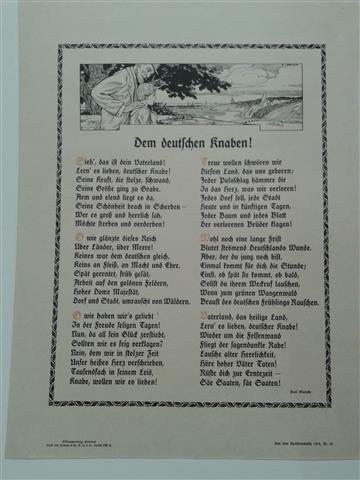 Dem deutschen Knaben!
Sieh', das ist dein Vaterland!
Lern' es lieben, deutscher Knabe!
Seine Kraft, die stolze, schwand,
Seine Größe ging zu Grabe.
Arm und elend liegt es da,
Seine Schönheit brach in Scherben –
Wer es groß und herrlich sah,
Möchte sterben und verderben!
O wie glänzte dieses Reich
Über Länder, über Meere!
Keines war dem deutschen gleich,
Keins an Fleiß, an Macht und Ehre.
Spät geerntet, früh gesät,
Arbeit auf den goldnen Feldern,
Hoher Dome Majestät,
Dorf und Stadt, umrauscht von Wäldern.
O wie haben wir's geliebt
In der Freude seligen Tagen!
Nun, da all sein Glück zerstiebt,
Sollten wir es feig verklagen?
Nein, dem wir in stolzer Zeit
Unser heißes Herz verschrieben,
Tausendfach in seinem Leid,
Knabe, wollen wir es lieben!
Treue wollen schwören wir
Diesem Land, das uns geboren;
Jeder Pulsschlag hämmre dir
In das Herz, was wir verloren!
Jedes Dorf sell, jede Stadt
Heute und in künftigen Tagen,
Jeder Baum und jedes Blatt
Der verlorenen Brüder klagen!
Wohl noch eine lange Frist
Blutet strömend Deutschlands Wunde.
Aber, der du jung noch bist,
Einmal kommt für dich die Stunde;
Einst, ob spät sie kommt, ob bald,
Sollst du ihrem Weckruf lauschen,
Wenn zum grünen Wasgenwald
Braust des deutschen Frühlings Rauschen.
Vaterland, das heilige Land,
Lern' es lieben, deutscher Knabe!
Wieder um die Felsenwand
Fliegt der sagendunkle Rabe!
Lausche alter Herrlichkeit,
Höre hoher Väter Taten!
Rüste dich zur Erntezeit –
Säe Saaten, säe Saaten!
Paul